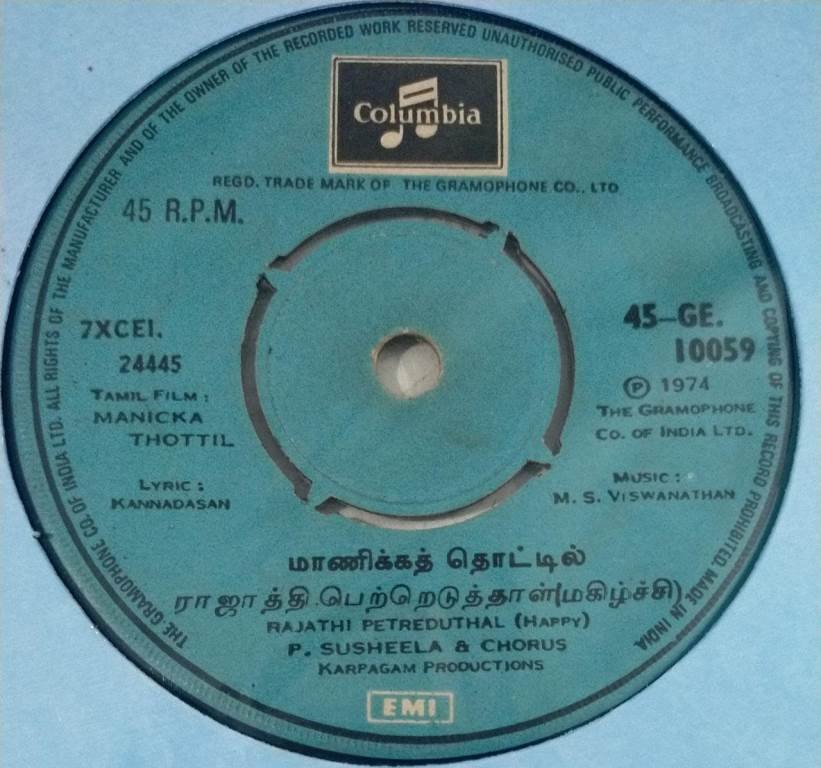 THE GRAMOPHONE CO. OF INDIA LTD. ALL RIGHTS OF THE MANUFACTURER AND OF THE OWNER OF THE RECORDED WORK RESERVED UNAUTHORISED PUBLIC PERFORMANCE BROADCASTING AND COPYING OF THIS RECORD PROHIBITED. MADE IN INDIA
Columbia
REGD. TRADE MARK OF THE GRAMOPHONE CO., LTD
45 R.P.M.
7XCEI.
24445
TAMIL FILM :
MANICKA
THOTTIL
LYRIC :
KANNADASAN
45-GE.
10059
Ⓟ 1974
THE GRAMOPHONE
CO. OF INDIA LTD.
MUSIC :
M. S. VISWANATHAN
மாணிக்கத் தொட்டில்
ராஜாத்தி பெற்றெடுத்தாள்(மகிழ்ச்சி)
RAJATHI PETREDUTHAL (HAPPY)
P. SUSHEELA & CHORUS
KARPAGAM PRODUCTIONS
EMI